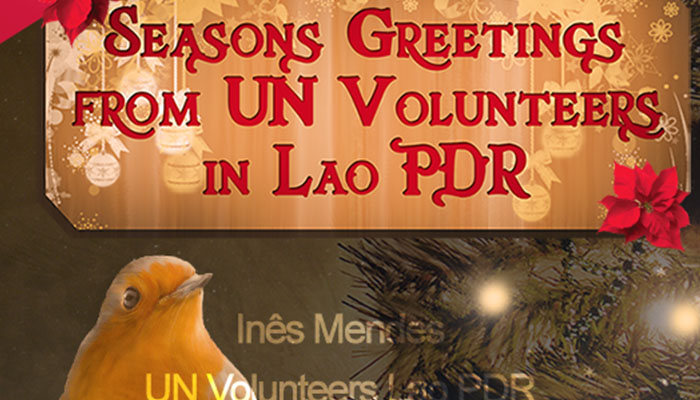 Seasons Greetings
from UN Volunteers
in Lao PDR
Inês Mendes
UN Volunteers Lao PDR